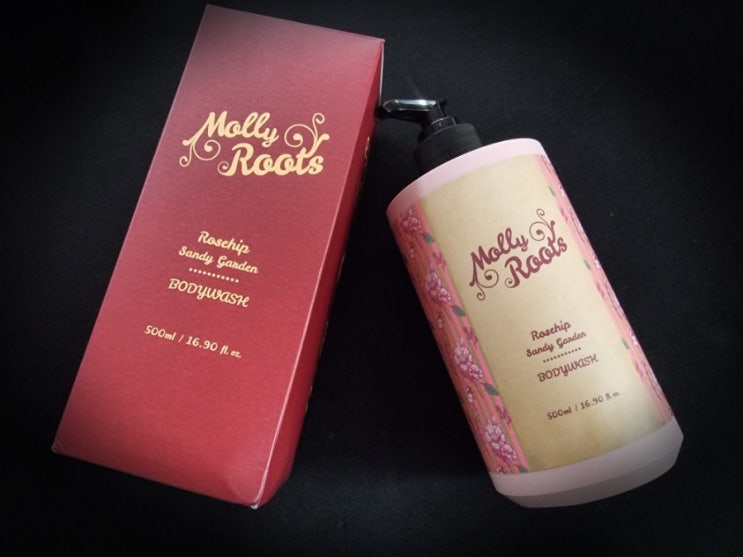 Molly
Roots
Rosehip
Sandy Garden
BODYWASH
500ml / 16.90 fl. oz.
Molly
Roots
Rosehip
Sandy Garden
BODYWASH
500ml / 16.90 fl. oz.